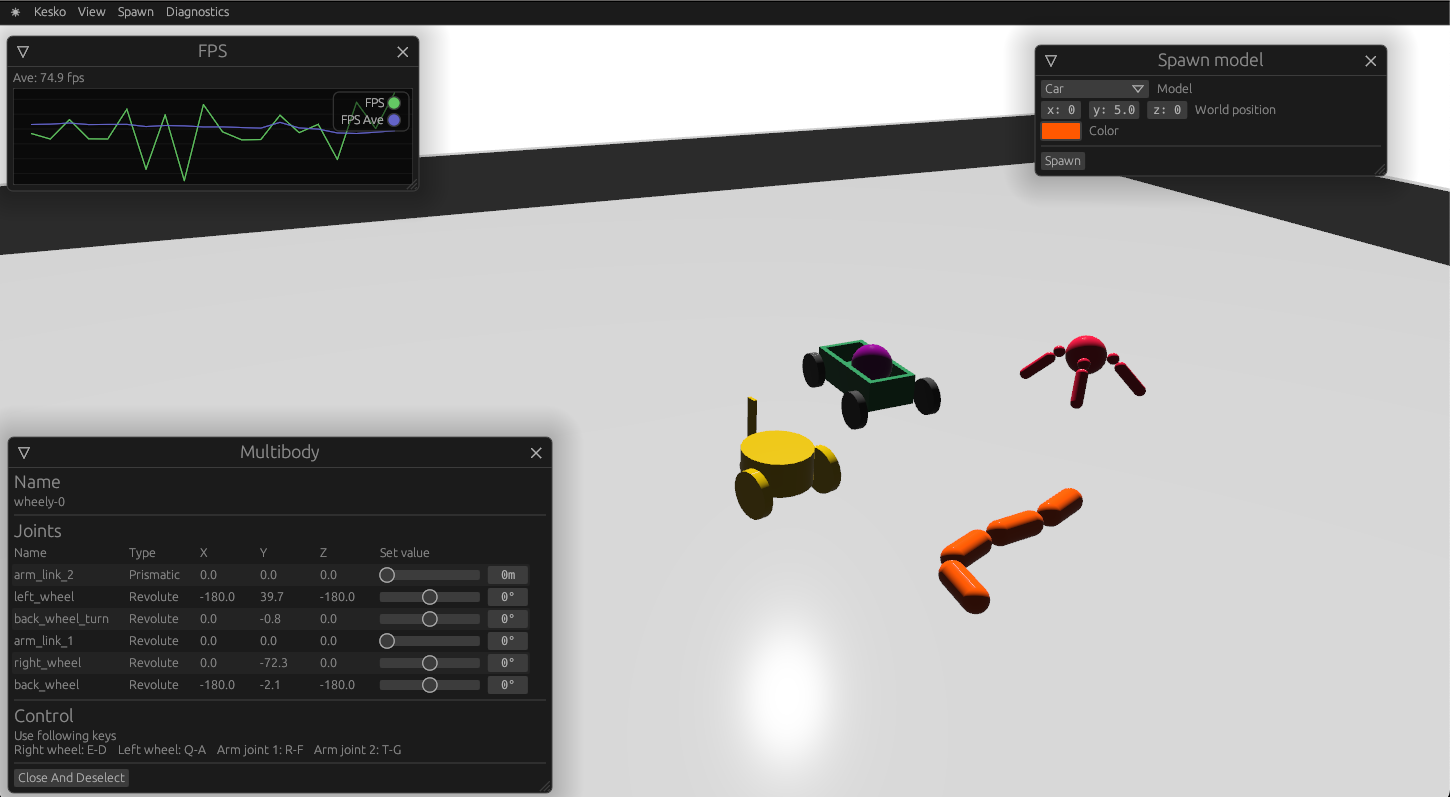 Kesko View Spawn Diagnostics
FPS
Ave: 74.9 fps
FPS
FPS Ave
Spawn model
Car Model
x: 0 y: 5.0 z: 0 World position
Color
Spawn
Multibody
Name
wheely-0
Joints
Name Type X Y Z Set value
arm_link_2 Prismatic 0.0 0.0 0.0 0m
left_wheel Revolute -180.0 39.7 -180.0 0°
back_wheel_turn Revolute 0.0 -0.8 0.0 0°
arm_link_1 Revolute 0.0 0.0 0.0 0°
right_wheel Revolute 0.0 -72.3 0.0 0°
back_wheel Revolute -180.0 -2.1 -180.0 0°
Control
Use following keys
Right wheel: E-D Left wheel: Q-A Arm joint 1: R-F Arm joint 2: T-G
Close And Deselect